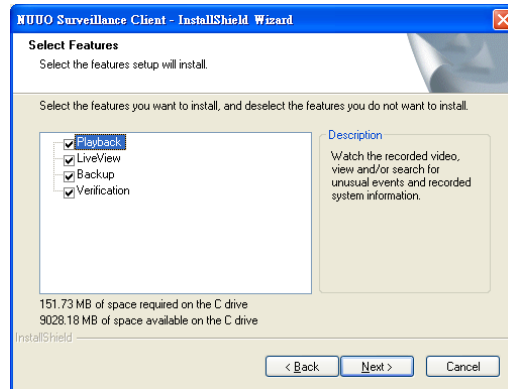 NUUO Surveillance Client - InstallShield Wizard
Select Features
Select the features setup will install.
Select the features you want to install, and deselect the features you do not want to install.
Playback
LiveView
Backup
Verification
Description
Watch the recorded video,
view and/or search for
unusual events and recorded
system information.
151.73 MB of space required on the C drive
9028.18 MB of space available on the C drive
InstallShield
< Back
Next >
Cancel